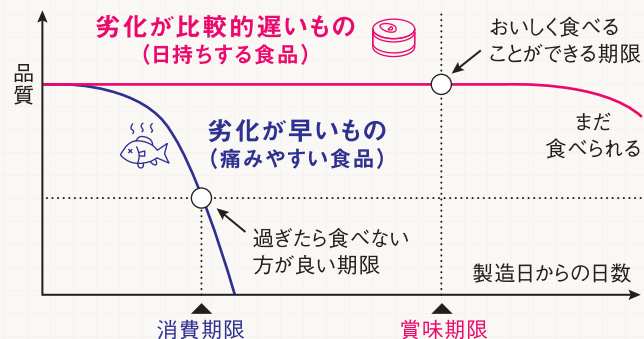 劣化が比較的遅いもの
(日持ちする食品)
おいしく食べる
ことができる期限
品質
まだ
食べられる
劣化が早いもの
(痛みやすい食品)
過ぎたら食べない
方が良い期限
製造日からの日数
消費期限
賞味期限